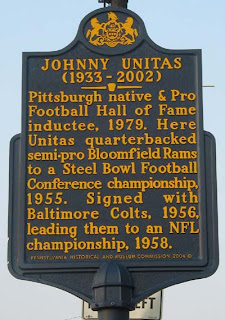 JOHNNY UNITAS
(1933-2002)
Pittsburgh native & Pro
Football Hall of Fame
inductee, 1979. Here
Unitas quarterbacked
semi-pro Bloomfield Rams
to a Steel Bowl Football
Conference championship,
1955. Signed with
Baltimore Colts, 1956,
leading them to an NFL
championship, 1958.
PENNSYLVANIA HISTORICAL AND MUSEUM COMMISSION 2004 ©
LEFT